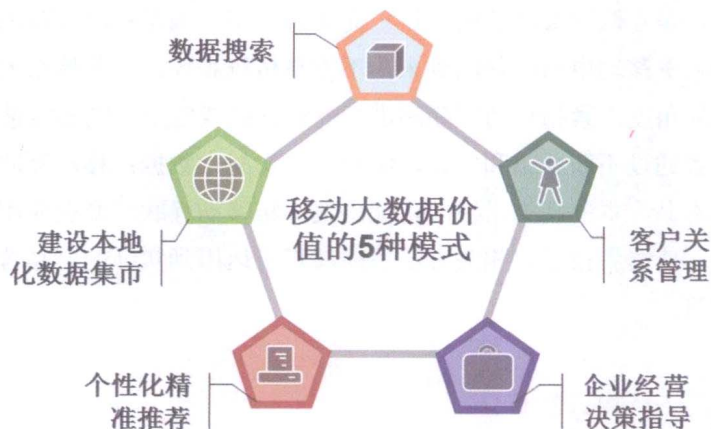 数据搜索
移动大数据价
值的5种模式
建设本地
化数据集市
客户关
系管理
个性化精
准推荐
企业经营
决策指导